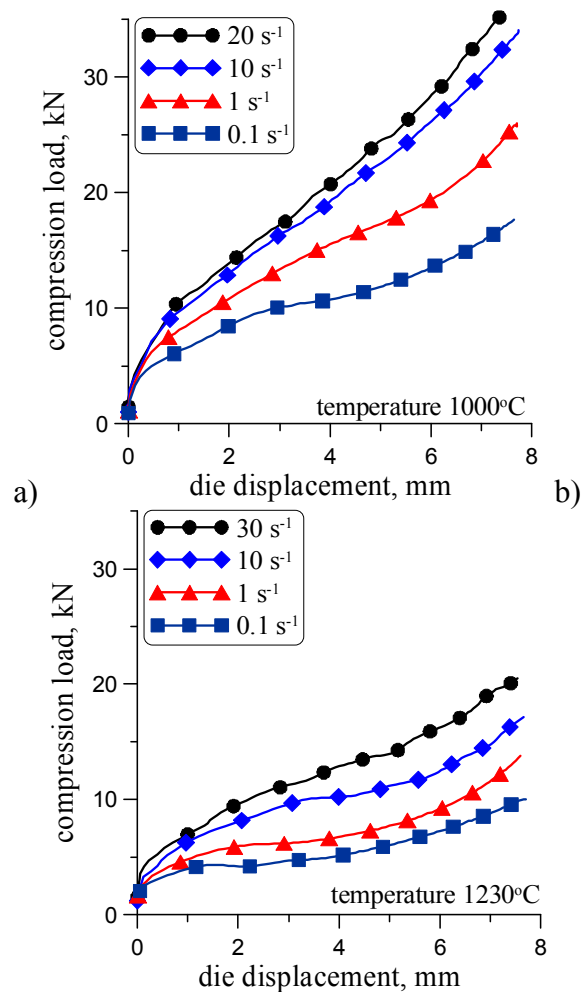 20 s⁻¹
10 s⁻¹
1 s⁻¹
0.1 s⁻¹
compression load, kN
30
20
10
0
temperature 1000°C
0 2 4 6 8
die displacement, mm
a)
b)
30 s⁻¹
10 s⁻¹
1 s⁻¹
0.1 s⁻¹
compression load, kN
30
20
10
0
temperature 1230°C
0 2 4 6 8
die displacement, mm